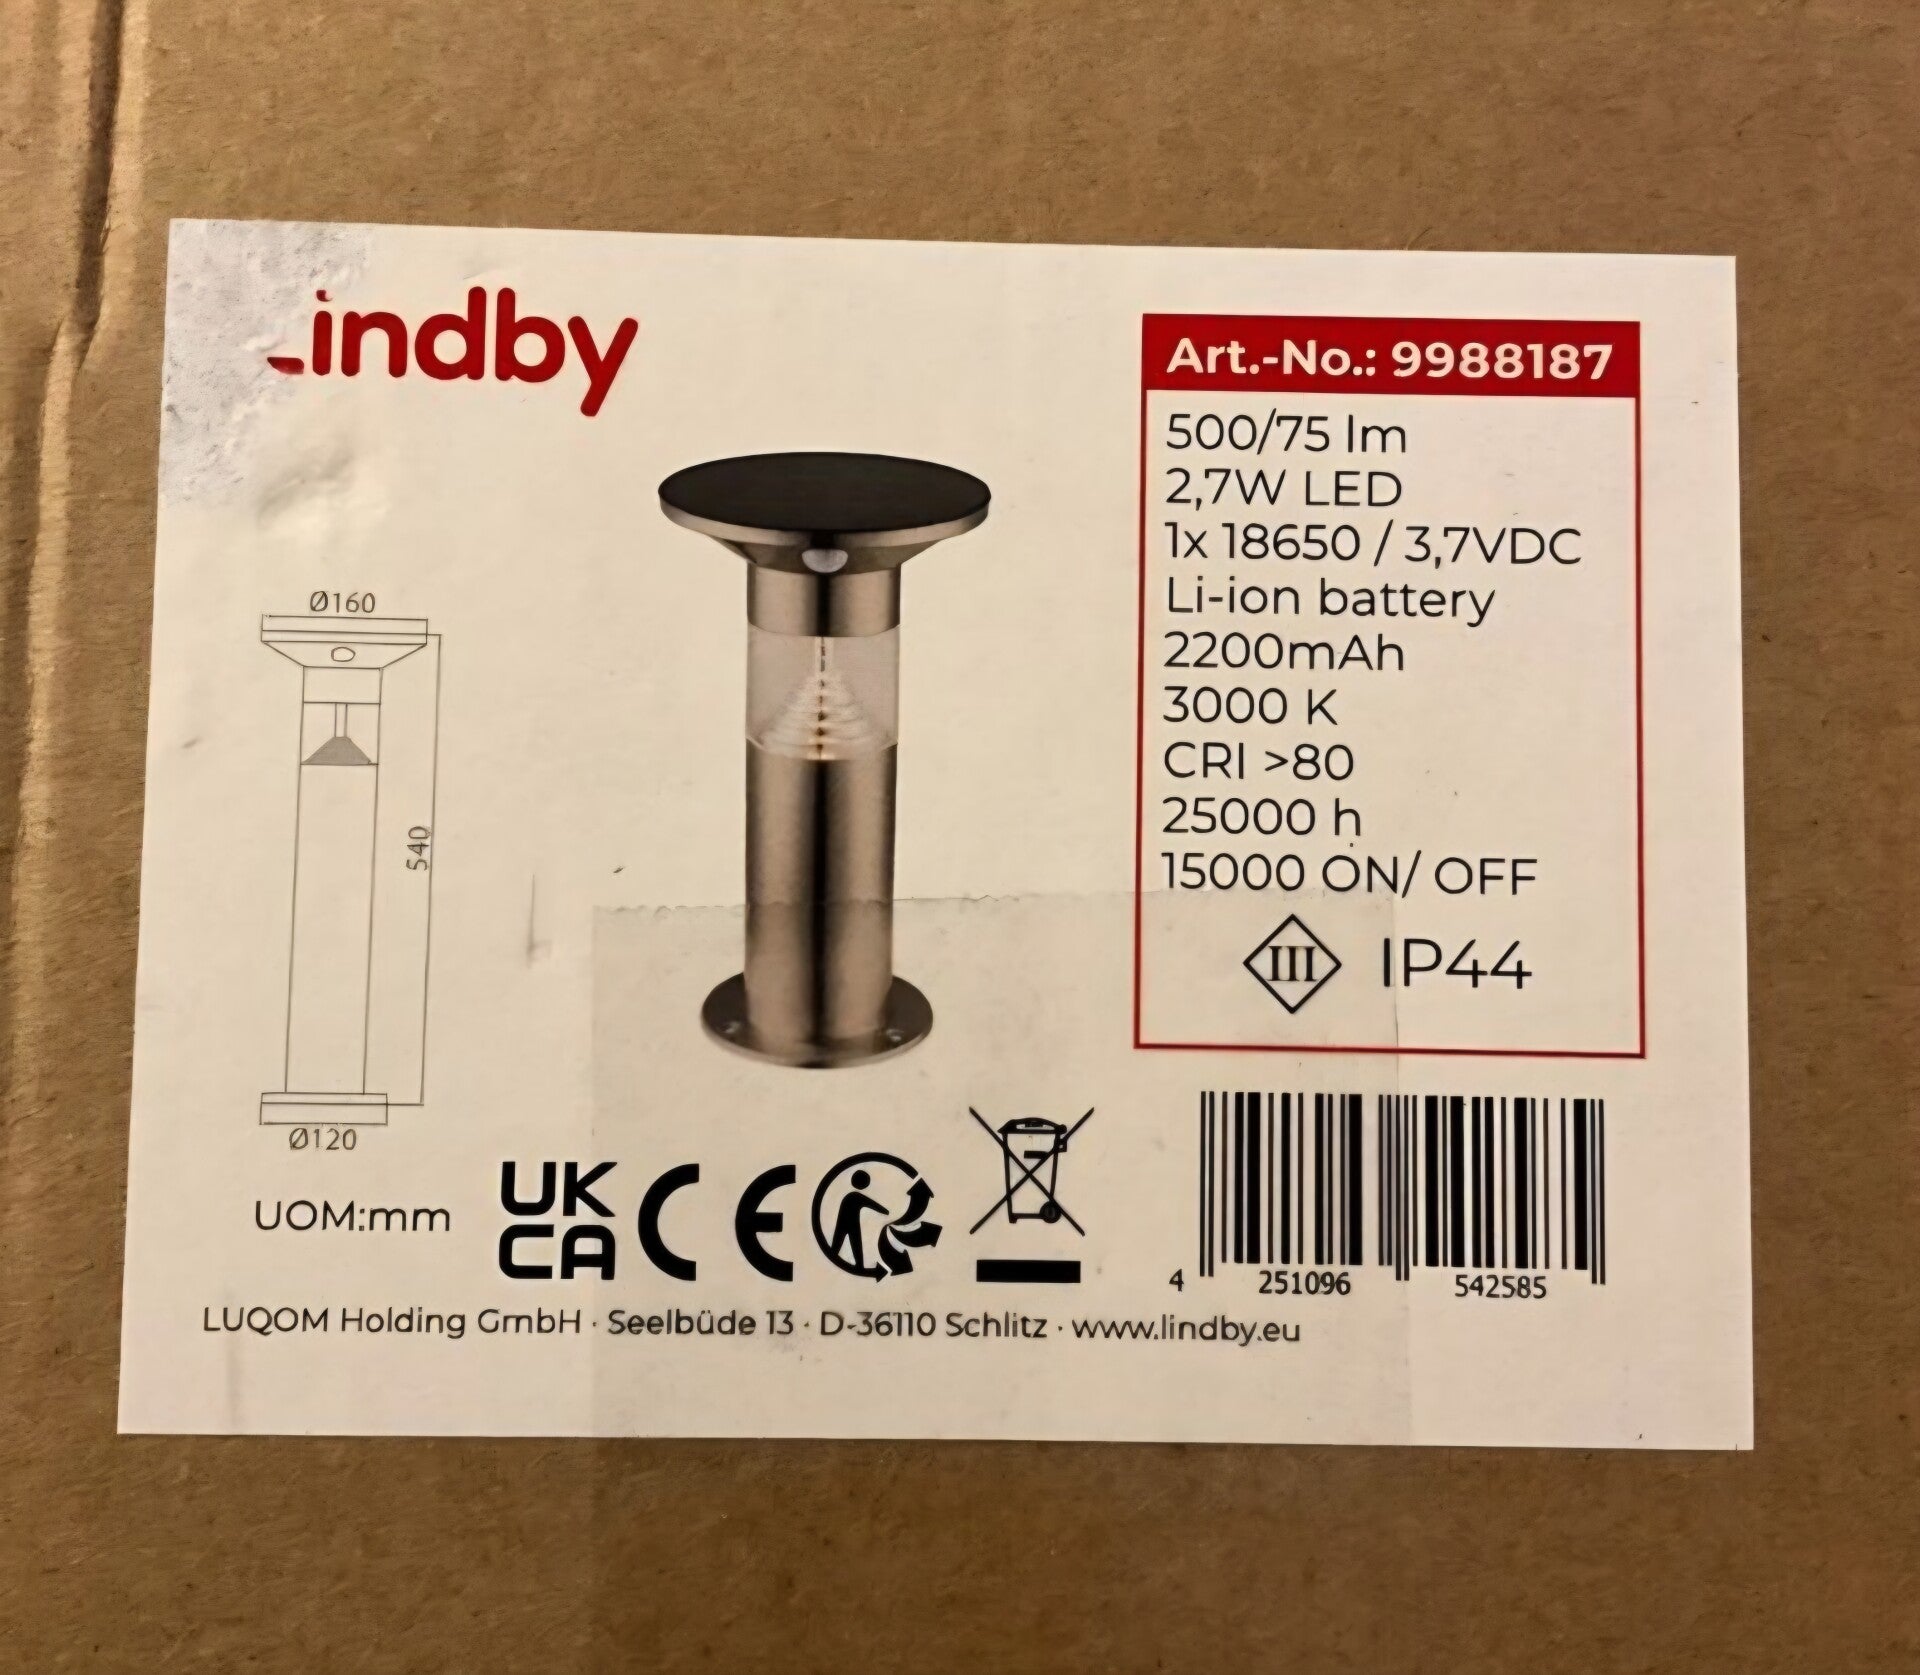 Lindby
Art.-No.: 9988187
500/75 lm
2,7W LED
1x 18650 / 3,7VDC
Li-ion battery
2200mAh
3000 K
CRI >80
25000 h
15000 ON/ OFF
III IP44
Ø160
540
Ø120
UOM:mm
UK
CA
CE
4 251096 542585
LUQOM Holding GmbH · Seelbüde 13 · D-36110 Schlitz · www.lindby.eu